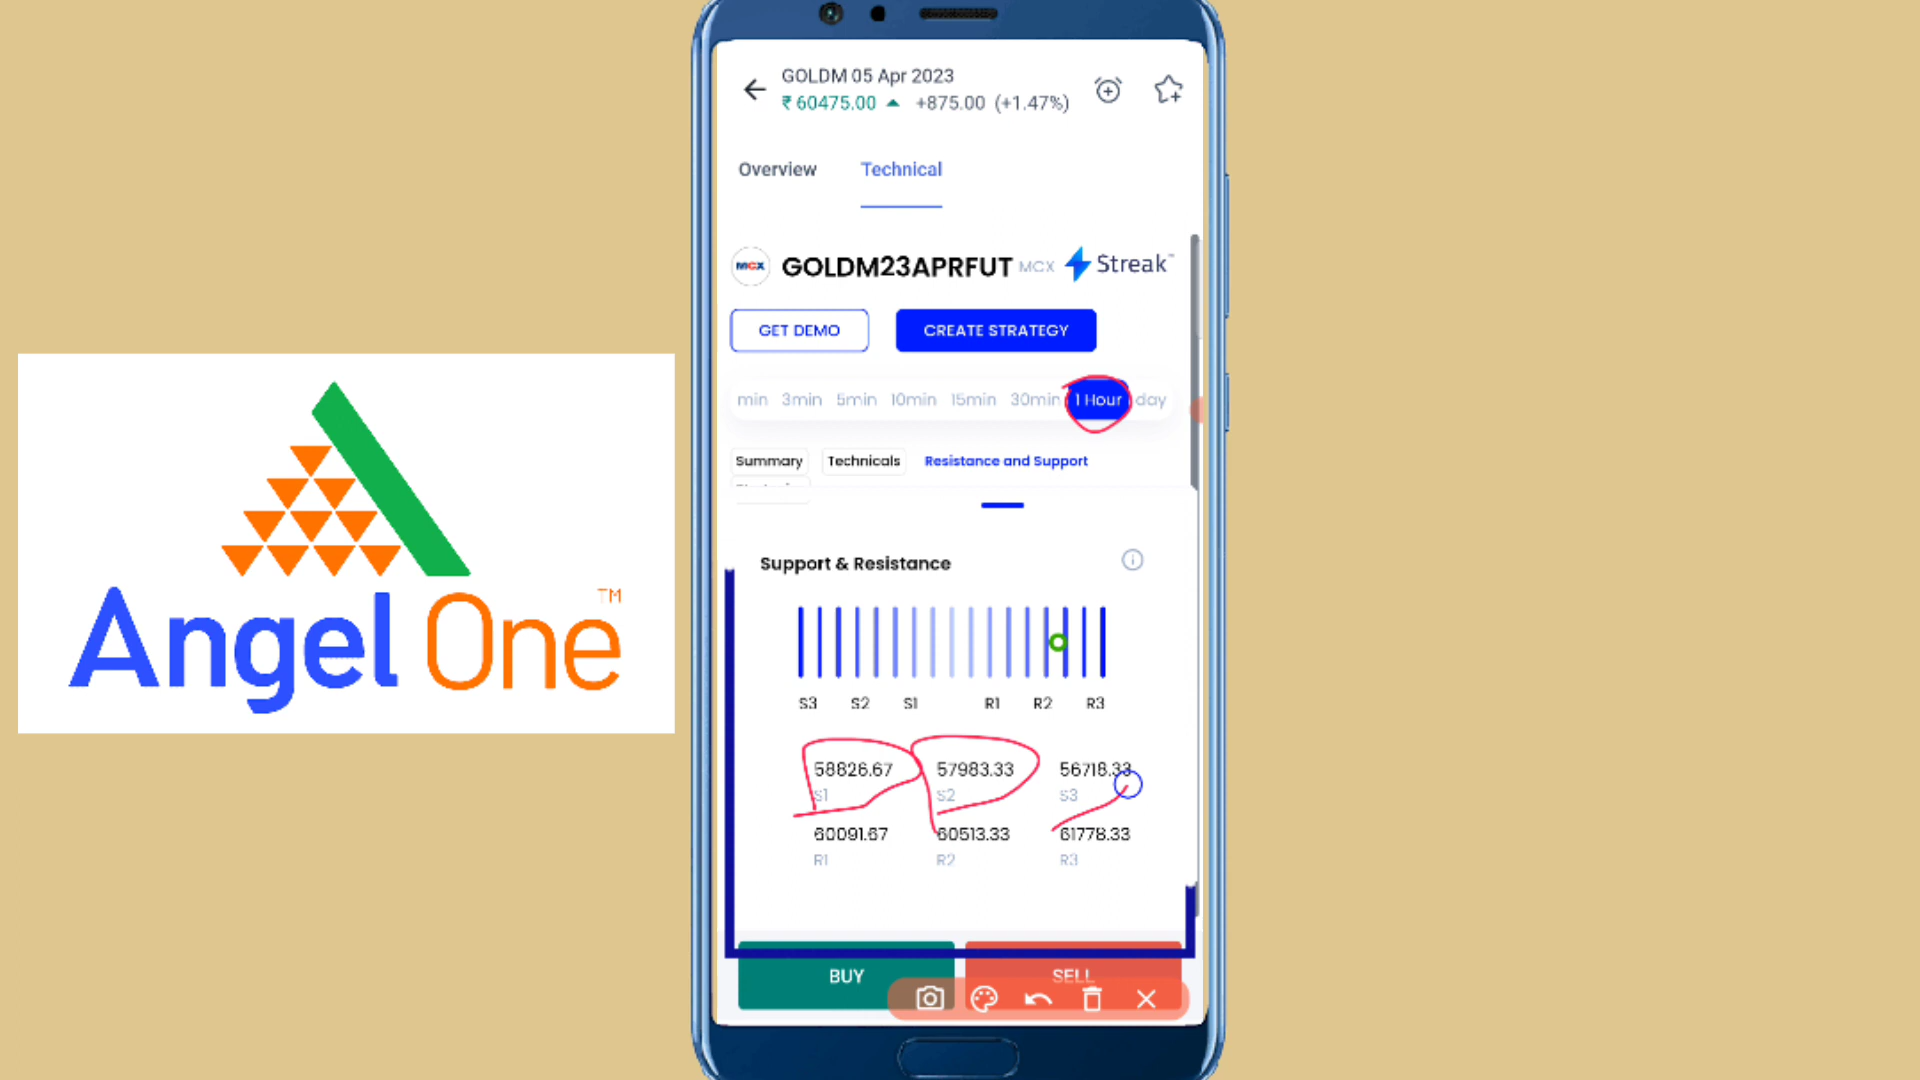 GOLDM 05 Apr 2023
₹ 60475.00 ▲ +875.00 (+1.47%)
Overview Technical
MCX GOLDM23APRFUT MCX Streak™
GET DEMO CREATE STRATEGY
min 3min 5min 10min 15min 30min 1 Hour day
Summary Technicals Resistance and Support
Support & Resistance
S3 S2 S1 R1 R2 R3
58826.67 57983.33 56718.33
S1 S2 S3
60091.67 60513.33 61778.33
R1 R2 R3
BUY SELL
Angel One™